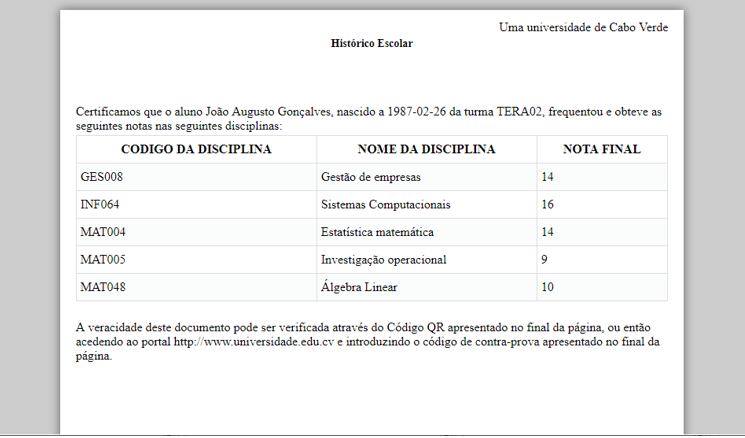 Uma universidade de Cabo Verde
Histórico Escolar
Certificamos que o aluno João Augusto Gonçalves, nascido a 1987-02-26 da turma TERA02, frequentou e obteve as
seguintes notas nas seguintes disciplinas:
CODIGO DA DISCIPLINA NOME DA DISCIPLINA NOTA FINAL
GES008 Gestão de empresas 14
INF064 Sistemas Computacionais 16
MAT004 Estatística matemática 14
MAT005 Investigação operacional 9
MAT048 Álgebra Linear 10
A veracidade deste documento pode ser verificada através do Código QR apresentado no final da página, ou então
acedendo ao portal http://www.universidade.edu.cv e introduzindo o código de contra-prova apresentado no final da
página.